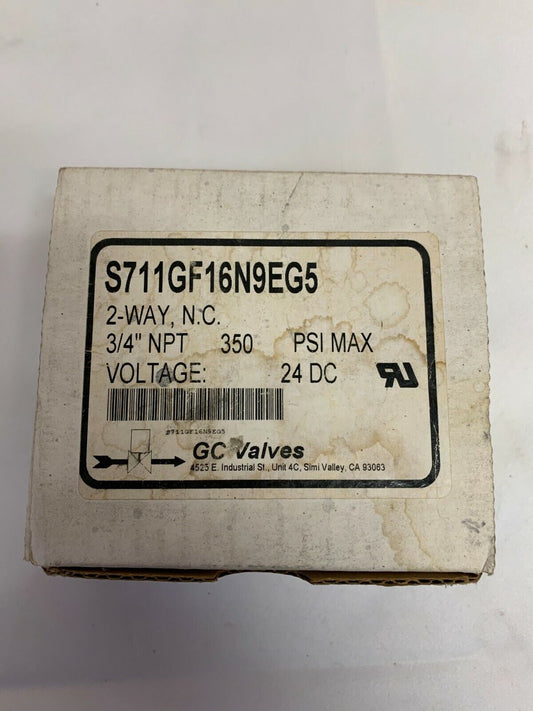 S711GF16N9EG5
2-WAY, N.C.
3/4" NPT 350 PSI MAX
VOLTAGE: 24 DC
S711GF16N9EG5
GC Valves
4525 E. Industrial St., Unit 4C, Simi Valley, CA 93063